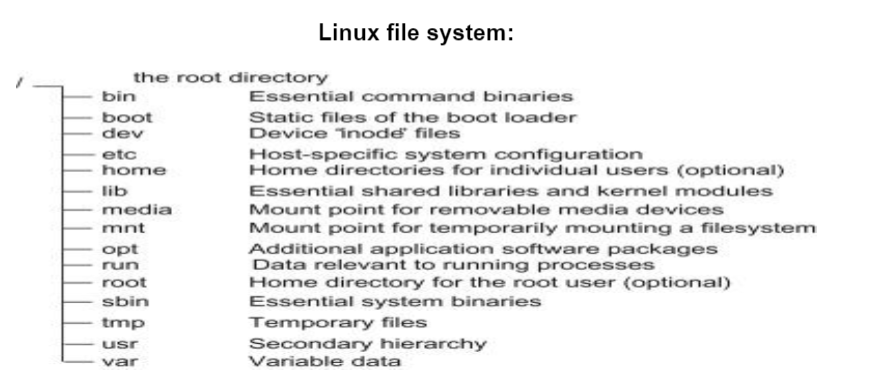 Linux file system:
/ the root directory
bin Essential command binaries
boot Static files of the boot loader
dev Device "inode" files
etc Host-specific system configuration
home Home directories for individual users (optional)
lib Essential shared libraries and kernel modules
media Mount point for removable media devices
mnt Mount point for temporarily mounting a filesystem
opt Additional application software packages
run Data relevant to running processes
root Home directory for the root user (optional)
sbin Essential system binaries
tmp Temporary files
usr Secondary hierarchy
var Variable data